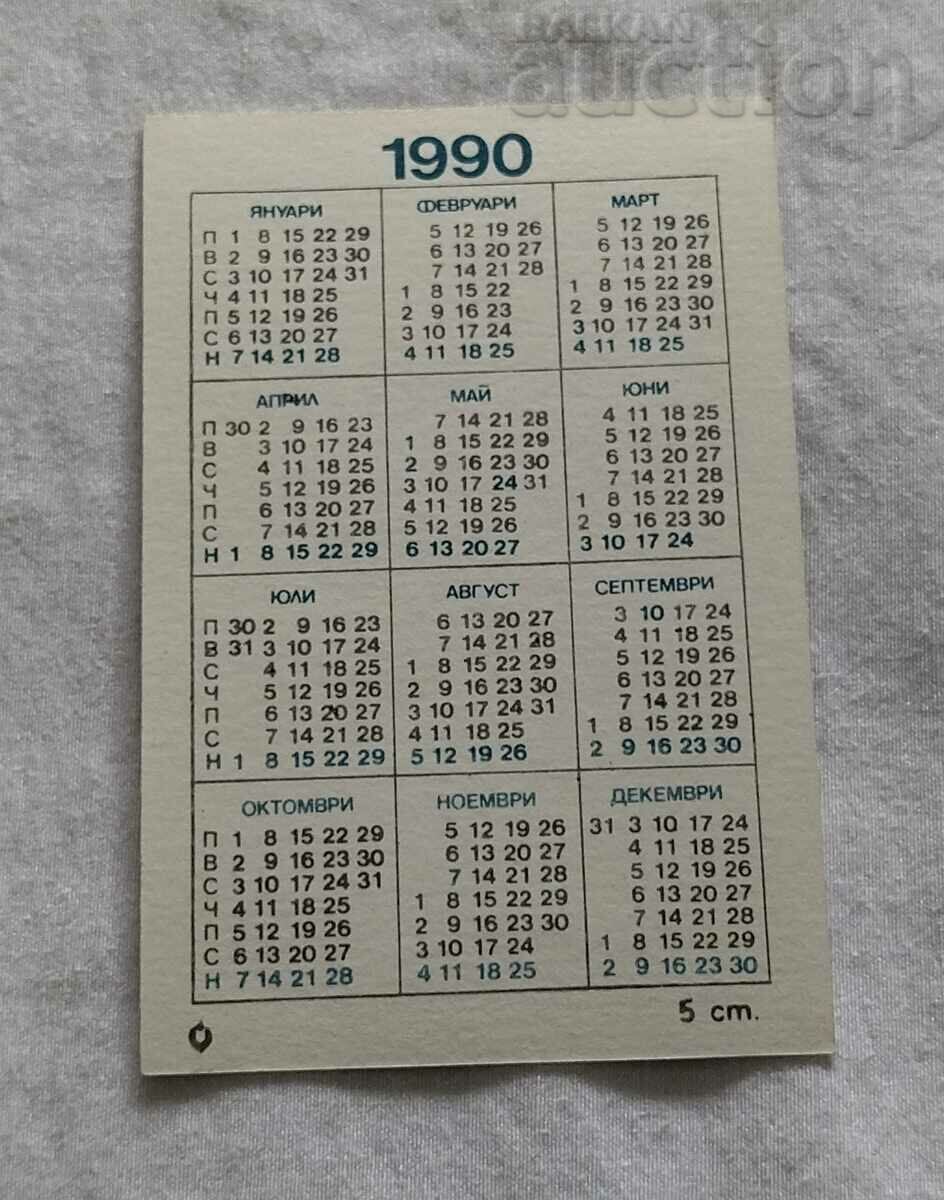 BALKAN
auction
1990
ЯНУАРИ
П 1 8 15 22 29
В 2 9 16 23 30
С 3 10 17 24 31
Ч 4 11 18 25
П 5 12 19 26
С 6 13 20 27
Н 7 14 21 28
ФЕВРУАРИ
5 12 19 26
6 13 20 27
7 14 21 28
1 8 15 22
2 9 16 23
3 10 17 24
4 11 18 25
МАРТ
5 12 19 26
6 13 20 27
7 14 21 28
1 8 15 22 29
2 9 16 23 30
3 10 17 24 31
4 11 18 25
АПРИЛ
П 30 2 9 16 23
В 3 10 17 24
С 4 11 18 25
Ч 5 12 19 26
П 6 13 20 27
С 7 14 21 28
Н 1 8 15 22 29
МАЙ
7 14 21 28
1 8 15 22 29
2 9 16 23 30
3 10 17 24 31
4 11 18 25
5 12 19 26
6 13 20 27
ЮНИ
4 11 18 25
5 12 19 26
6 13 20 27
7 14 21 28
1 8 15 22 29
2 9 16 23 30
3 10 17 24
ЮЛИ
П 30 2 9 16 23
В 31 3 10 17 24
С 4 11 18 25
Ч 5 12 19 26
П 6 13 20 27
С 7 14 21 28
Н 1 8 15 22 29
АВГУСТ
6 13 20 27
7 14 21 28
1 8 15 22 29
2 9 16 23 30
3 10 17 24 31
4 11 18 25
5 12 19 26
СЕПТЕМВРИ
3 10 17 24
4 11 18 25
5 12 19 26
6 13 20 27
7 14 21 28
1 8 15 22 29
2 9 16 23 30
ОКТОМВРИ
П 1 8 15 22 29
В 2 9 16 23 30
С 3 10 17 24 31
Ч 4 11 18 25
П 5 12 19 26
С 6 13 20 27
Н 7 14 21 28
НОЕМВРИ
5 12 19 26
6 13 20 27
7 14 21 28
1 8 15 22 29
2 9 16 23 30
3 10 17 24
4 11 18 25
ДЕКЕМВРИ
31 3 10 17 24
4 11 18 25
5 12 19 26
6 13 20 27
7 14 21 28
1 8 15 22 29
2 9 16 23 30
5 cm.